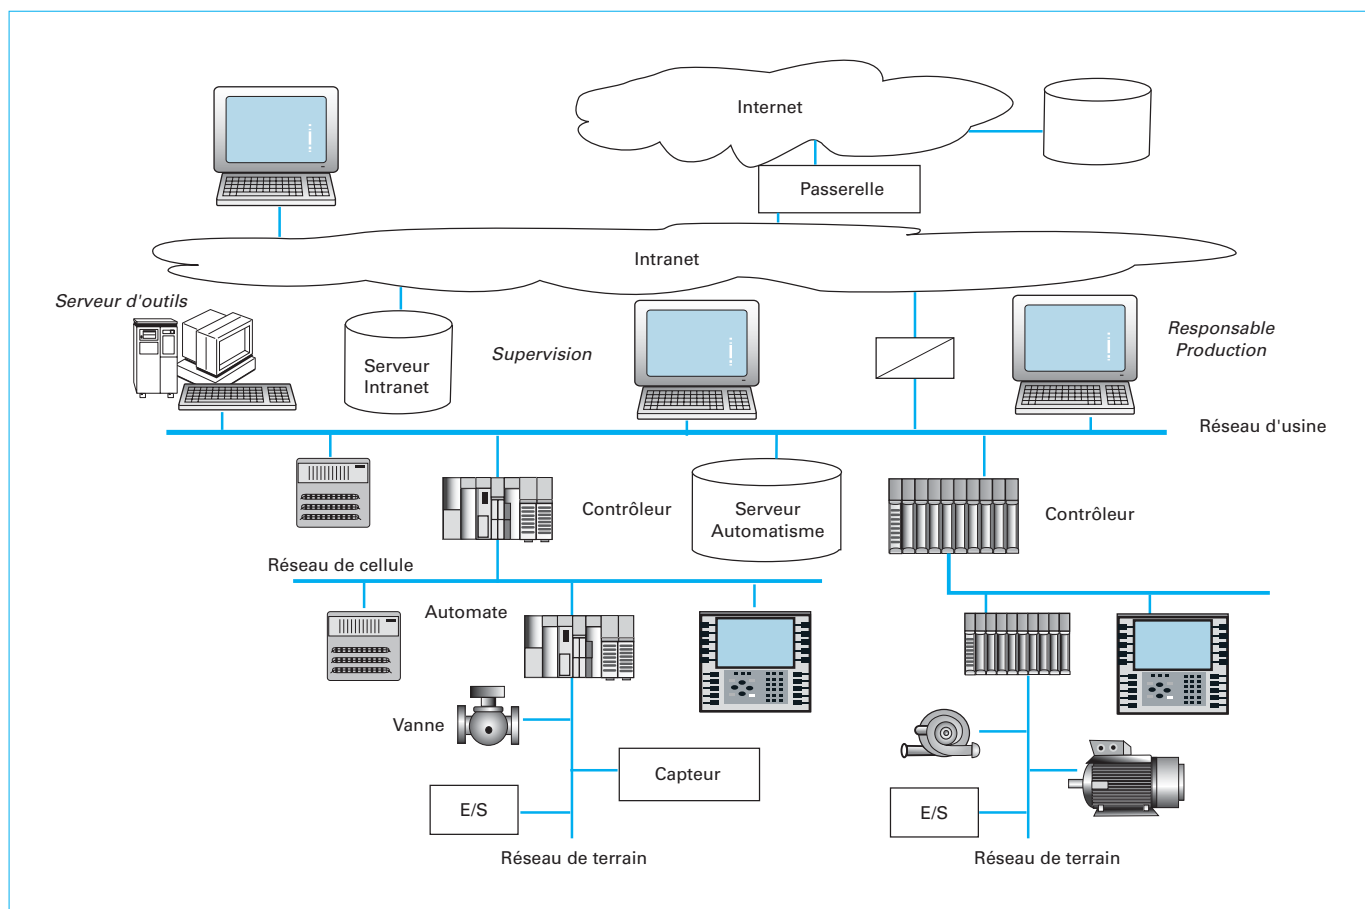 Internet
Passerelle
Intranet
Serveur d'outils
Serveur
Intranet
Supervision
Responsable
Production
Réseau d'usine
Contrôleur
Serveur
Automatisme
Contrôleur
Réseau de cellule
Automate
Vanne
Capteur
E/S
E/S
Réseau de terrain
Réseau de terrain